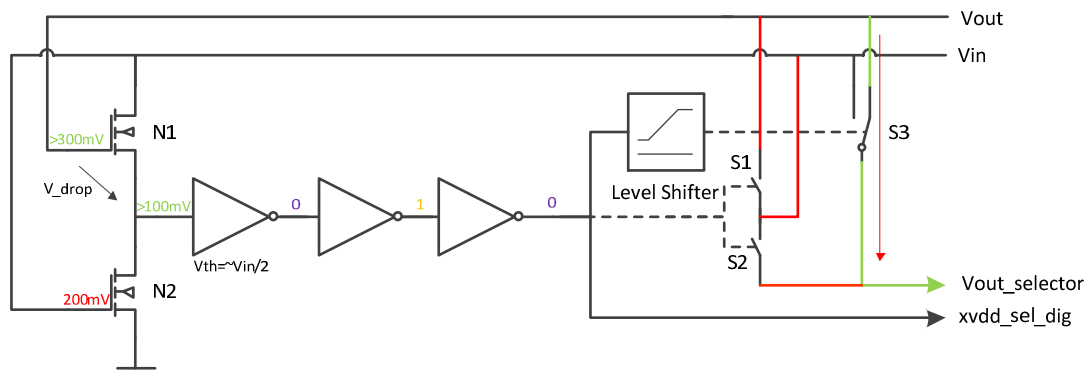 Vout
Vin
N1
>300mV
S3
S1
V_drop
Level Shifter
>100mV
0
1
0
Vth=~Vin/2
S2
N2
200mV
Vout_selector
xvdd_sel_dig